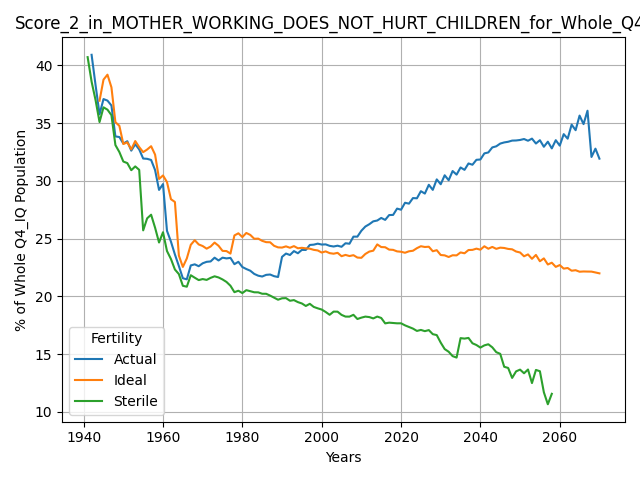 Score_2_in_MOTHER_WORKING_DOES_NOT_HURT_CHILDREN_for_Whole_Q4
% of Whole Q4_IQ Population
40
35
30
25
20
15
10
Fertility
Actual
Ideal
Sterile
1940 1960 1980 2000 2020 2040 2060
Years